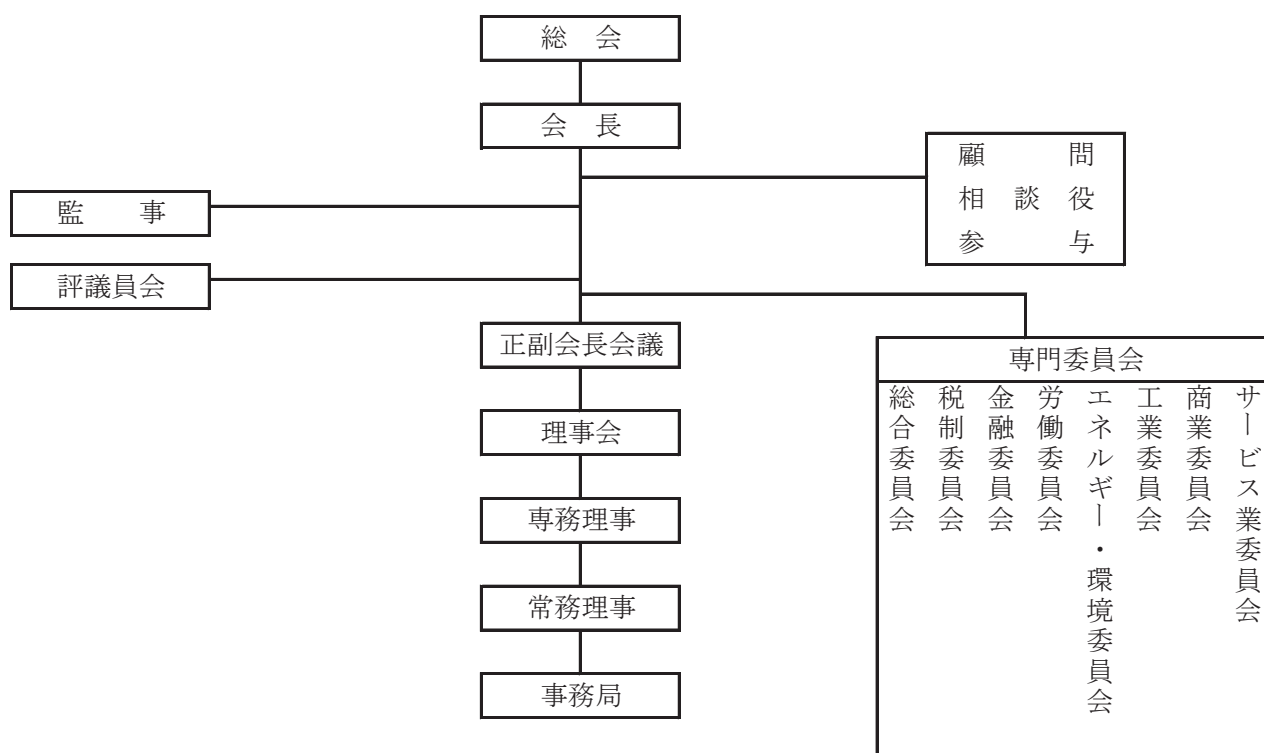 総　会
会　長
顧　問
相　談　役
参　与
監　事
評議員会
正副会長会議
専門委員会
総合委員会
税制委員会
金融委員会
労働委員会
エネルギー・環境委員会
工業委員会
商業委員会
サービス業委員会
理事会
専務理事
常務理事
事務局